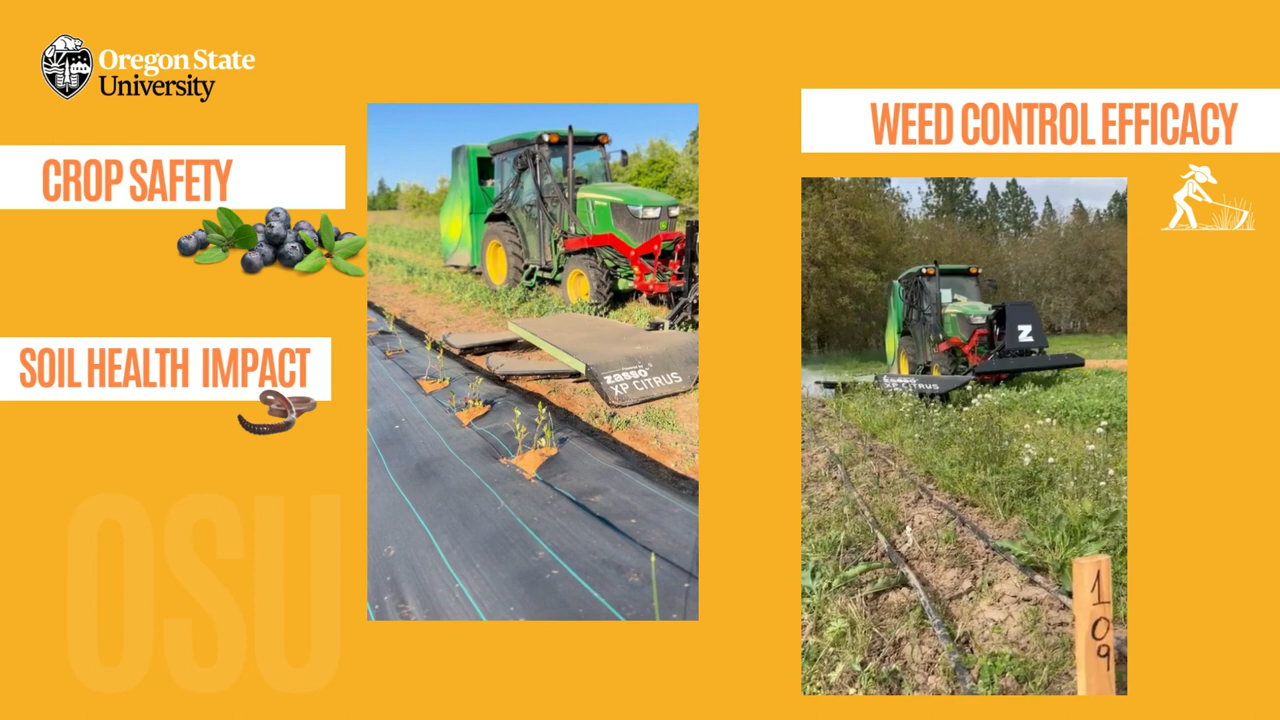 Oregon State
University
CROP SAFETY
SOIL HEALTH IMPACT
OSU
zasso
XP CITRUS
WEED CONTROL EFFICACY
Z
zasso
XP CITRUS
109